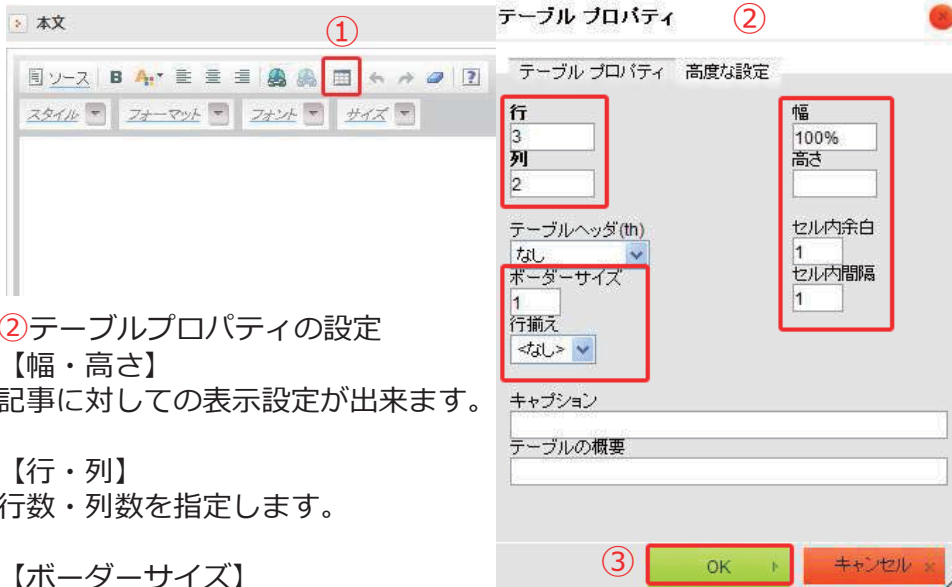 本文
①
ソース B A
スタイル フォーマット フォント サイズ
②テーブルプロパティの設定
【幅・高さ】
記事に対しての表示設定が出来ます。
【行・列】
行数・列数を指定します。
【ボーダーサイズ】
テーブル プロパティ ②
テーブル プロパティ 高度な設定
行
3
列
2
テーブルヘッダ(th)
なし
ボーダーサイズ
1
行揃え
<なし>
幅
100%
高さ
セル内余白
1
セル内間隔
1
キャプション
テーブルの概要
③ OK キャンセル